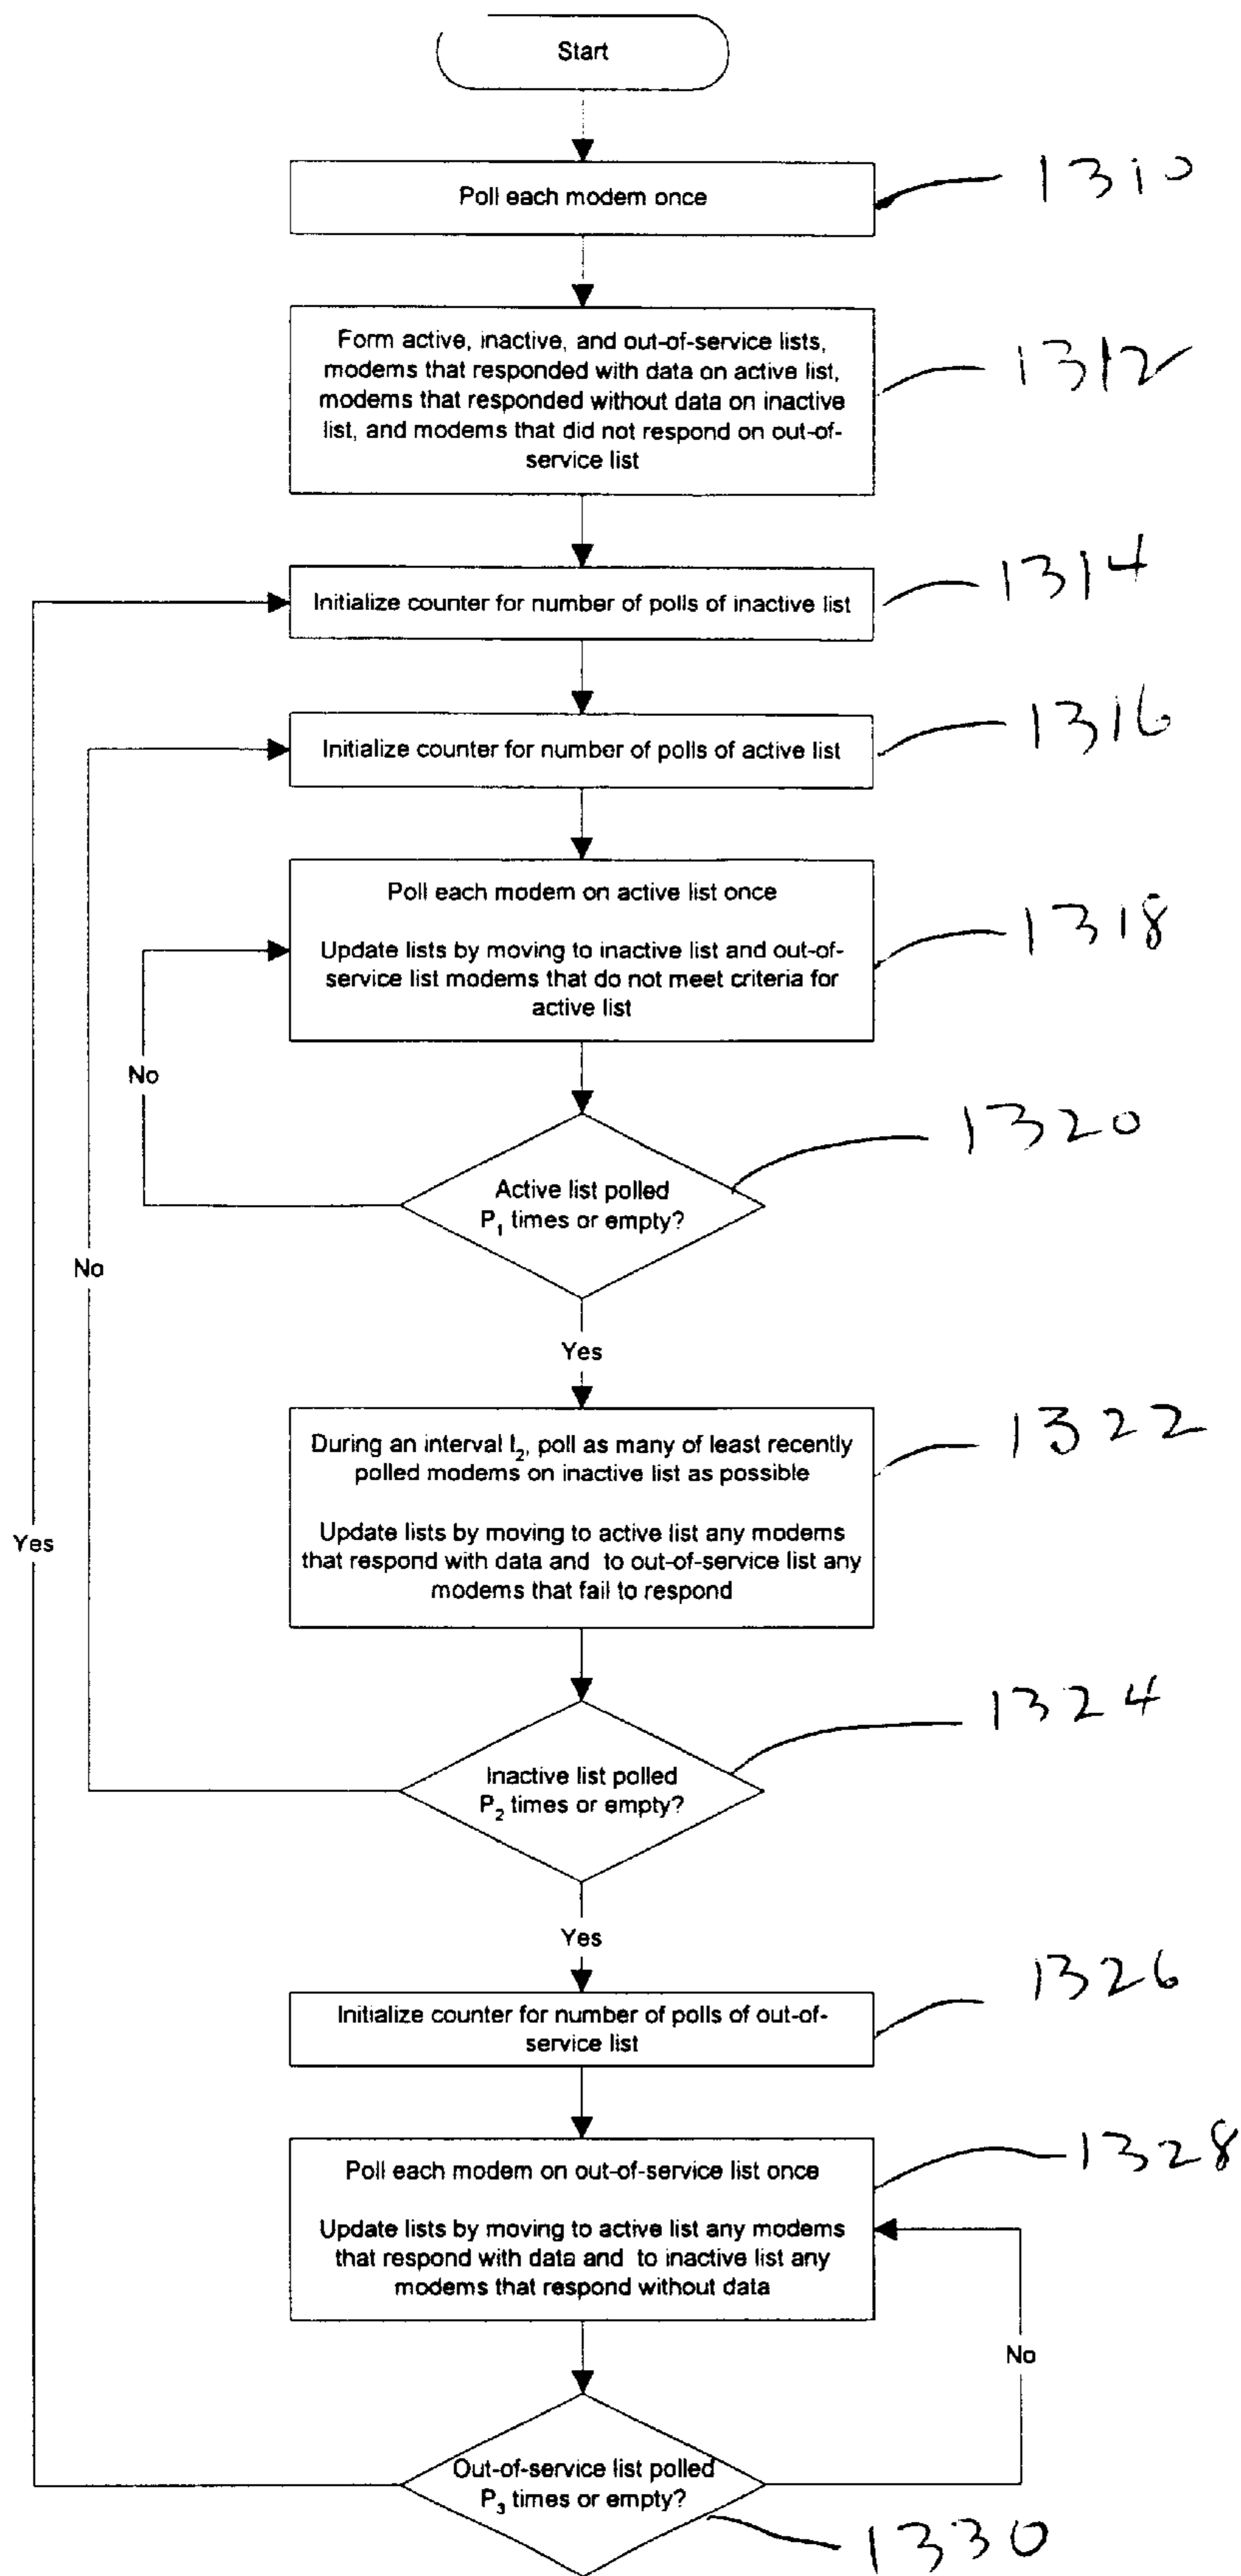 Start
Poll each modem once
1310
Form active, inactive, and out-of-service lists,
modems that responded with data on active list,
modems that responded without data on inactive
list, and modems that did not respond on out-of-
service list
1312
Initialize counter for number of polls of inactive list
1314
Initialize counter for number of polls of active list
1316
Poll each modem on active list once
Update lists by moving to inactive list and out-of-
service list modems that do not meet criteria for
active list
1318
No
1320
Active list polled
P1 times or empty?
No
Yes
During an interval I2, poll as many of least recently
polled modems on inactive list as possible
Update lists by moving to active list any modems
that respond with data and to out-of-service list any
modems that fail to respond
1322
Yes
1324
Inactive list polled
P2 times or empty?
Yes
Initialize counter for number of polls of out-of-
service list
1326
Poll each modem on out-of-service list once
Update lists by moving to active list any modems
that respond with data and to inactive list any
modems that respond without data
1328
No
Out-of-service list polled
P3 times or empty?
1330